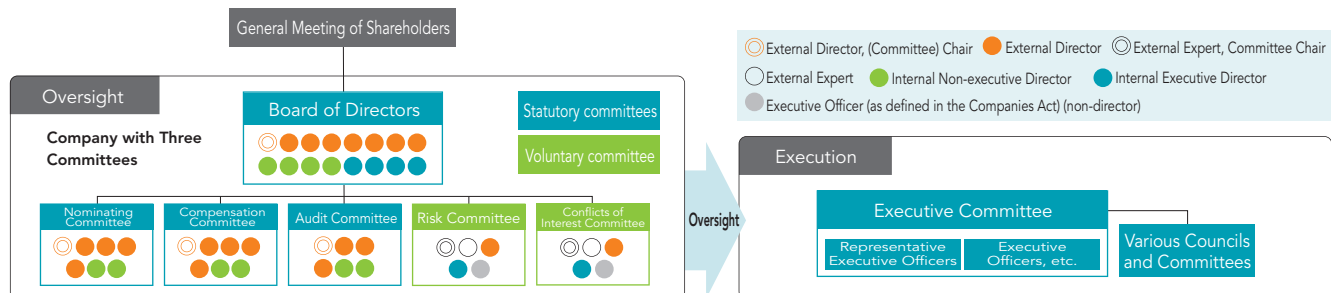 General Meeting of Shareholders
External Director, (Committee) Chair
External Director
External Expert, Committee Chair
External Expert
Internal Non-executive Director
Internal Executive Director
Executive Officer (as defined in the Companies Act) (non-director)
Oversight
Company with Three
Committees
Board of Directors
Statutory committees
Voluntary committee
Nominating
Committee
Compensation
Committee
Audit Committee
Risk Committee
Conflicts of
Interest Committee
Oversight
Execution
Executive Committee
Representative
Executive Officers
Executive
Officers, etc.
Various Councils
and Committees